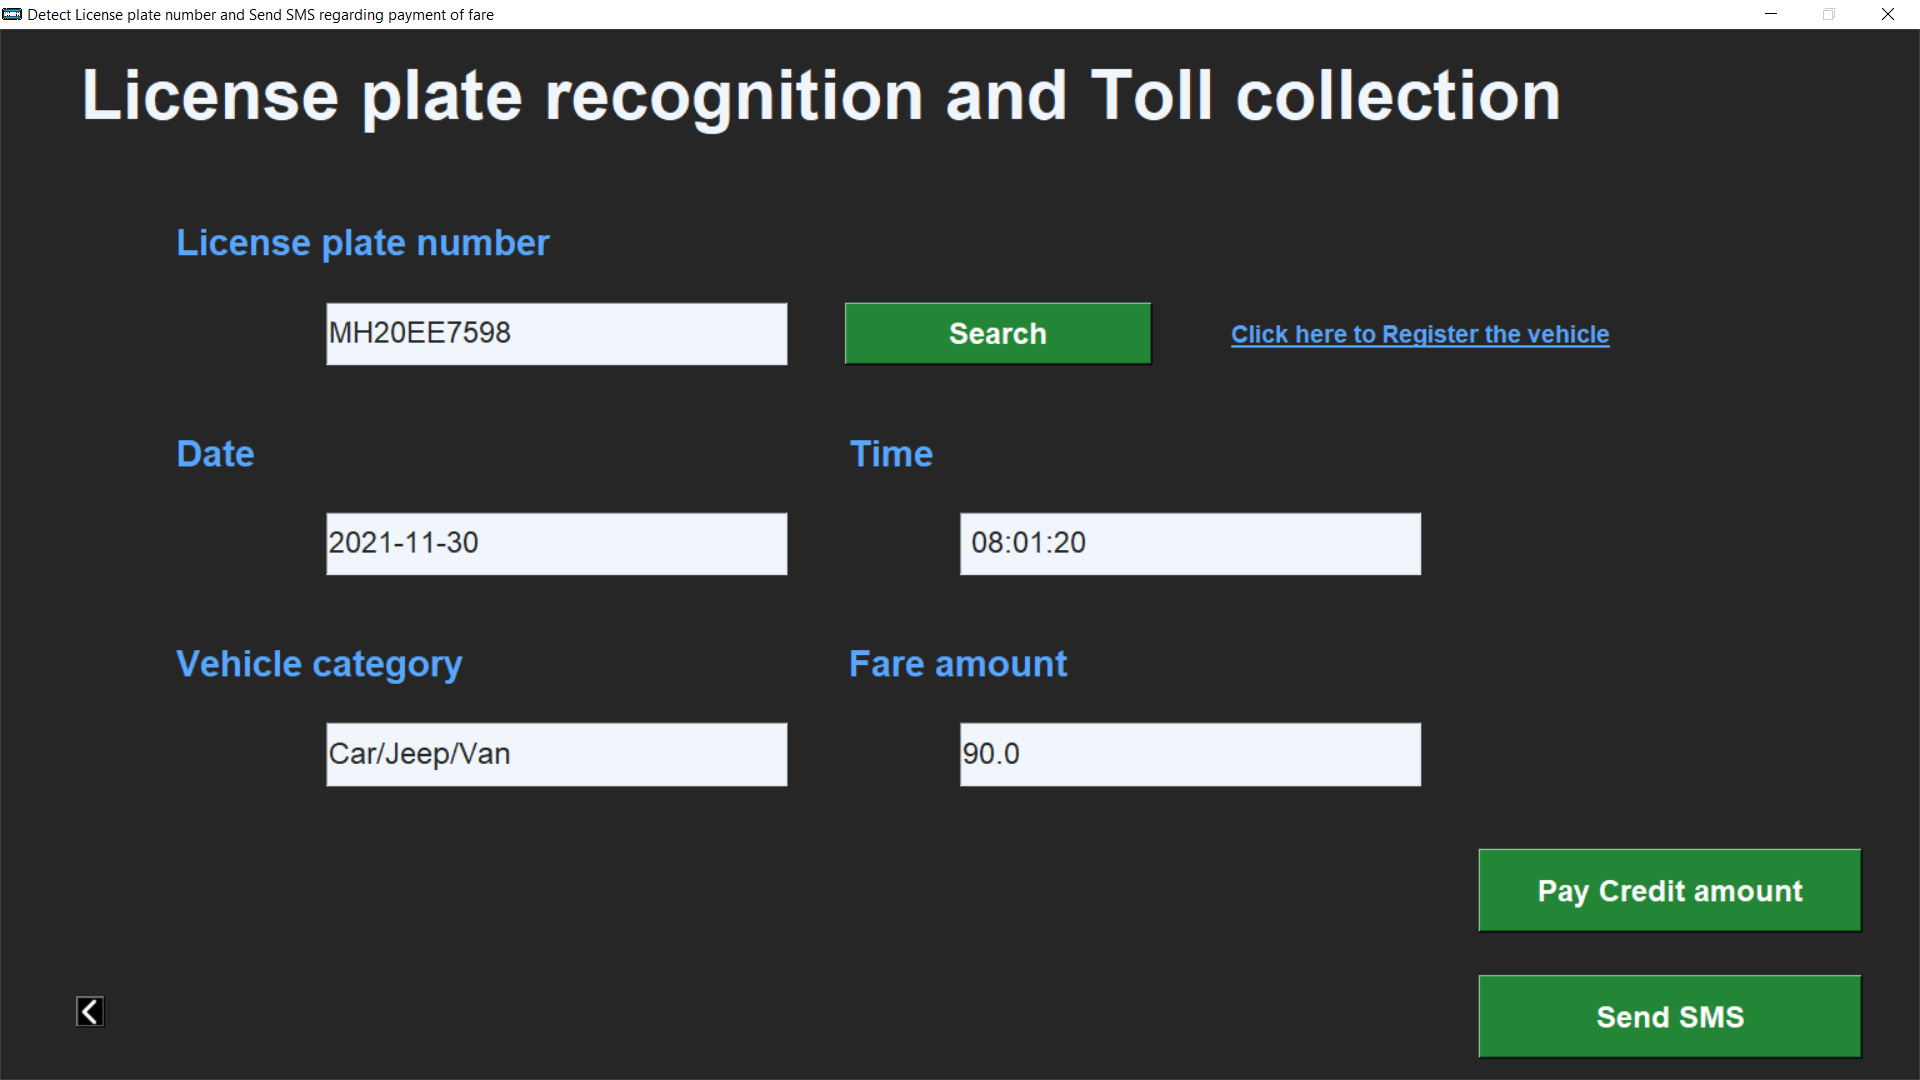 Detect License plate number and Send SMS regarding payment of fare
License plate recognition and Toll collection
License plate number
MH20EE7598
Search
Click here to Register the vehicle
Date
Time
2021-11-30
08:01:20
Vehicle category
Fare amount
Car/Jeep/Van
90.0
Pay Credit amount
Send SMS